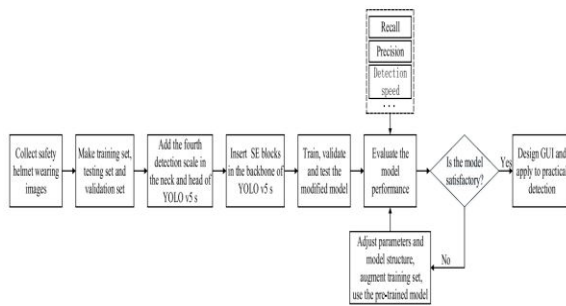 Recall
Precision
Detection
speed
...
Collect safety
helmet wearing
images
Make training set,
testing set and
validation set
Add the fourth
detection scale in
the neck and head of
YOLO v5 s
Insert SE blocks
in the backbone of
YOLO v5 s
Train, validate
and test the
modified model
Evaluate the
model
performance
Is the model
satisfactory?
Yes
Design GUI and
apply to practical
detection
No
Adjust parameters and
model structure,
augment training set,
use the pre-trained model